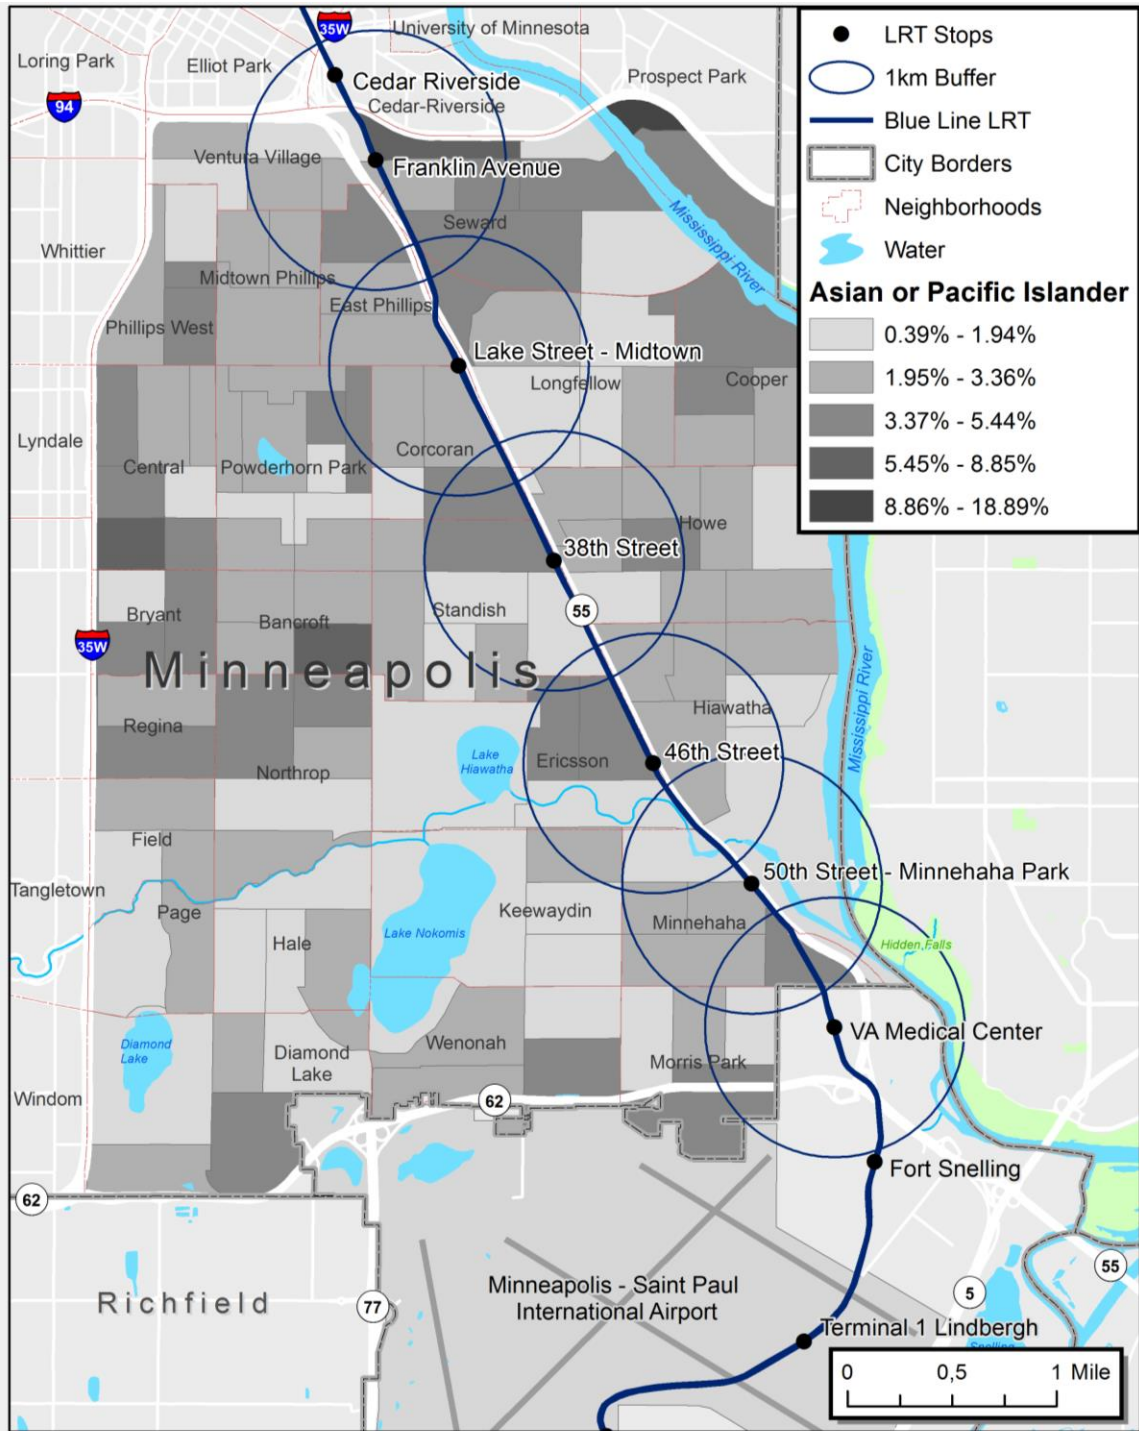 35W
University of Minnesota
Loring Park
Elliot Park
Prospect Park
94
Cedar Riverside
Cedar-Riverside
Ventura Village
Franklin Avenue
Seward
Mississippi River
Whittier
Midtown Phillips
East Phillips
Phillips West
Lake Street - Midtown
Longfellow
Cooper
Lyndale
Corcoran
Central
Powderhorn Park
Howe
38th Street
Bryant
Bancroft
Standish
55
35W
Minneapolis
Mississippi River
Regina
Hiawatha
Lake
Hiawatha
Ericsson
46th Street
Northrop
Field
Tangletown
50th Street - Minnehaha Park
Page
Keewaydin
Minnehaha
Hale
Lake Nokomis
Hidden Falls
VA Medical Center
Diamond
Lake
Diamond
Lake
Wenonah
Morris Park
Windom
62
Fort Snelling
62
55
Minneapolis - Saint Paul
International Airport
Richfield
77
5
Terminal 1 Lindbergh
Snelling
LRT Stops
1km Buffer
Blue Line LRT
City Borders
Neighborhoods
Water
Asian or Pacific Islander
0.39% - 1.94%
1.95% - 3.36%
3.37% - 5.44%
5.45% - 8.85%
8.86% - 18.89%
0 0,5 1 Mile